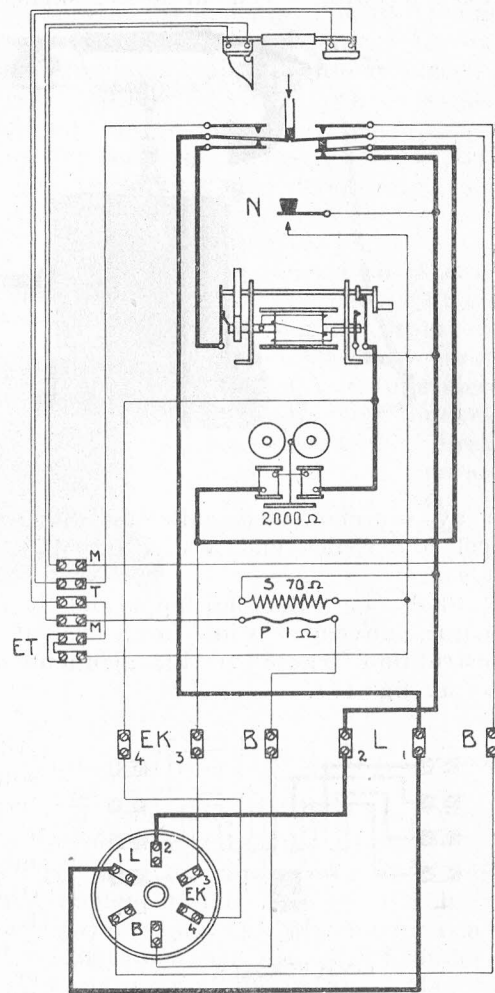 N
2000 Ω
M
T
S 70 Ω
M
P 1 Ω
ET
EK B L B
4 3 2 1
1 L 2
3
EK
B 4